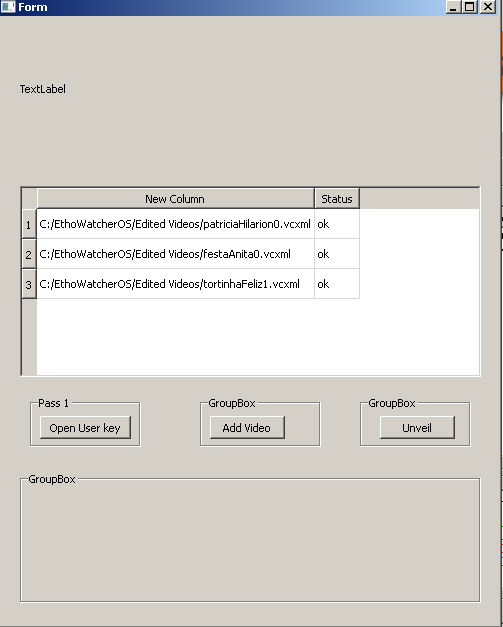 Form
TextLabel
New Column Status
1 C:/EthoWatcherOS/Edited Videos/patriciaHilarion0.vcxml ok
2 C:/EthoWatcherOS/Edited Videos/festaAnita0.vcxml ok
3 C:/EthoWatcherOS/Edited Videos/tortinhaFeliz1.vcxml ok
Pass 1 GroupBox GroupBox
Open User key Add Video Unveil
GroupBox